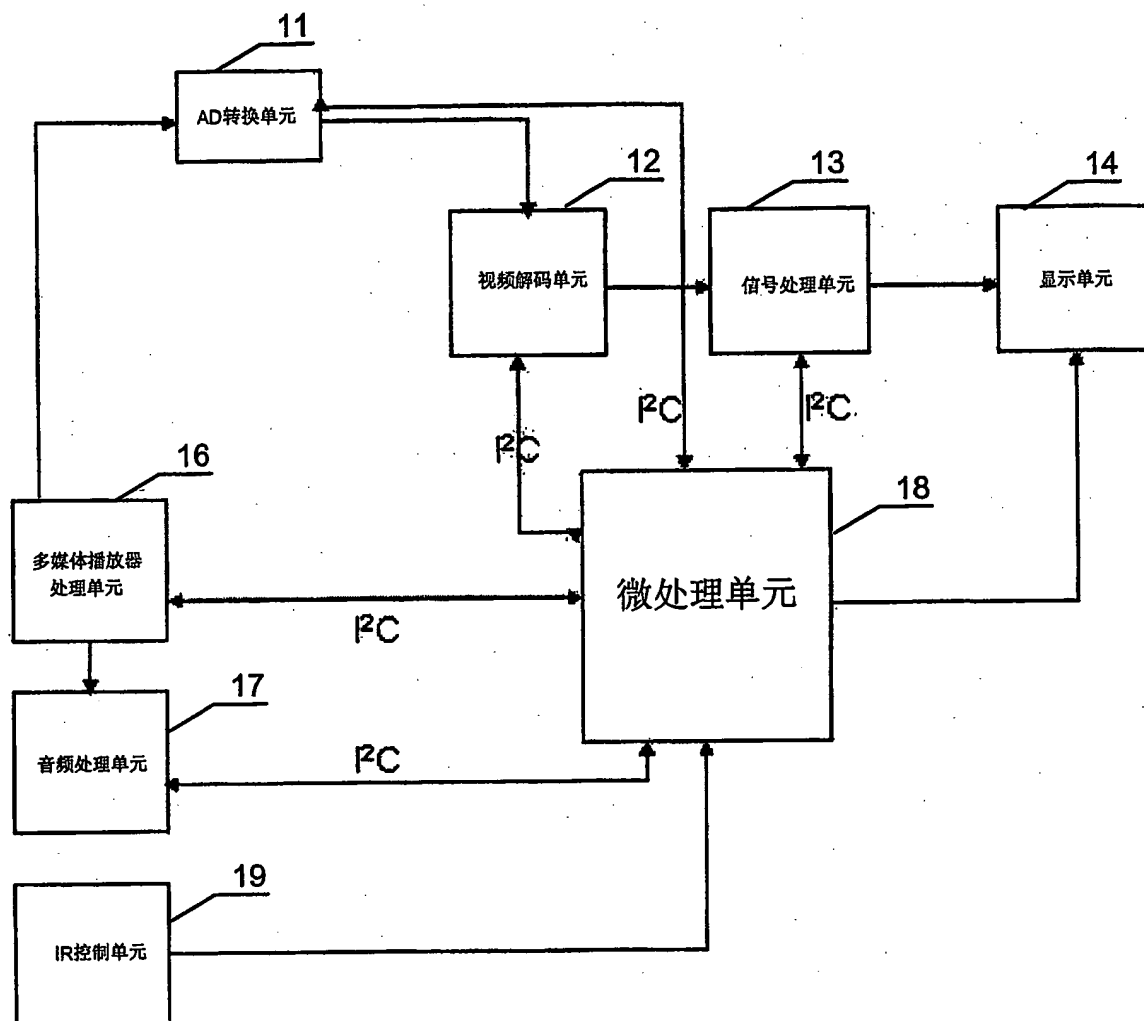 11
AD转换单元
12
13
14
视频解码单元
信号处理单元
显示单元
I²C
I²C
I²C
16
18
多媒体播放器
处理单元
微处理单元
I²C
17
音频处理单元
I²C
19
IR控制单元